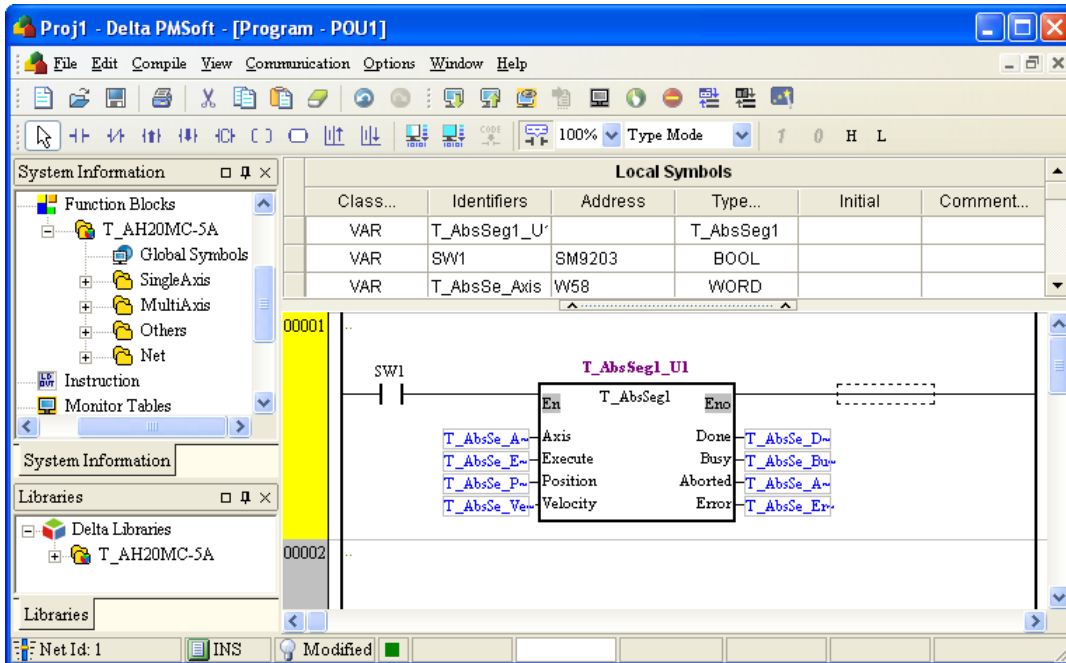 Proj1 - Delta PMSoft - [Program - POU1]
File Edit Compile View Communication Options Window Help
CODE 100% Type Mode 1 0 H L
System Information
Function Blocks
T_AH20MC-5A
Global Symbols
SingleAxis
MultiAxis
Others
Net
Instruction
Monitor Tables
System Information
Libraries
Delta Libraries
T_AH20MC-5A
Libraries
Local Symbols
Class... Identifiers Address Type... Initial Comment...
VAR T_AbsSeg1_U1 T_AbsSeg1
VAR SW1 SM9203 BOOL
VAR T_AbsSe_Axis W58 WORD
00001
SW1
T_AbsSeg1_U1
T_AbsSeg1
En Eno
T_AbsSe_A~ Axis Done T_AbsSe_D~
T_AbsSe_E~ Execute Busy T_AbsSe_Bu~
T_AbsSe_P~ Position Aborted T_AbsSe_A~
T_AbsSe_Ve~ Velocity Error T_AbsSe_Er~
00002
Net Id: 1 INS Modified